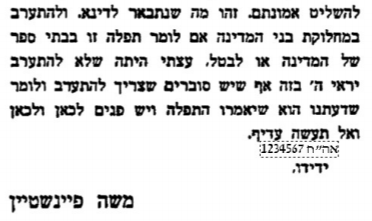 להשליט אמונתם. זהו מה שנתבאר לדינא. ולהתערב
במחלוקת בני המדינה אם לומר תפלה זו בבתי ספר
של המדינה או לבטל, עצתי היתה שלא להתערב
יראי ה' בזה אף שיש סוברים שצריך להתערב ולומר
שדעתנו הוא שיאמרו התפלה ויש פנים לכאן ולכאן
ואל תעשה עדיף.
אה״ח 1234567
ידידו,
משה פיינשטיין